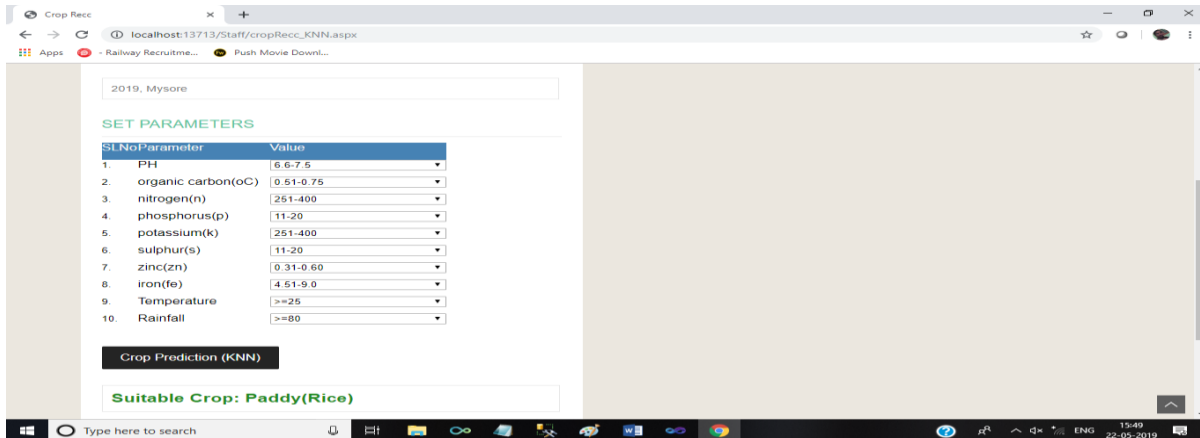 Crop Recc
localhost:13713/Staff/cropRecc_KNN.aspx
Apps - Railway Recruitme... Push Movie Downl...
2019, Mysore
SET PARAMETERS
SLNoParameter Value
1. PH 6.6-7.5
2. organic carbon(oC) 0.51-0.75
3. nitrogen(n) 251-400
4. phosphorus(p) 11-20
5. potassium(k) 251-400
6. sulphur(s) 11-20
7. zinc(zn) 0.31-0.60
8. iron(fe) 4.51-9.0
9. Temperature >=25
10. Rainfall >=80
Crop Prediction (KNN)
Suitable Crop: Paddy(Rice)
Type here to search ENG 15:49
22-05-2019